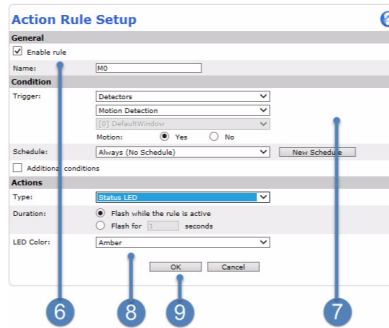 Action Rule Setup
General
Enable rule
Name: M0
Condition
Trigger: Detectors
Motion Detection
[0] DefaultWindow
Motion: Yes No
Schedule: Always (No Schedule) New Schedule
Additional conditions
Actions
Type: Status LED
Duration: Flash while the rule is active
Flash for 1 seconds
LED Color: Amber
OK Cancel
6 8 9 7